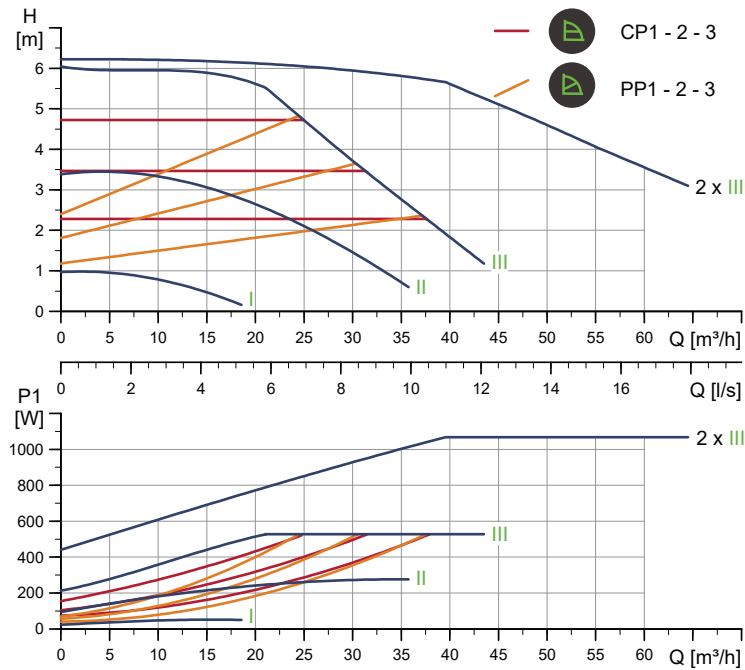 H
[m]
CP1 - 2 - 3
PP1 - 2 - 3
6
5
4
3
2
1
0
2 x III
III
II
I
0 5 10 15 20 25 30 35 40 45 50 55 60 Q [m³/h]
0 2 4 6 8 10 12 14 16 Q [l/s]
P1
[W]
1000
800
600
400
200
0
2 x III
III
II
I
0 5 10 15 20 25 30 35 40 45 50 55 60 Q [m³/h]